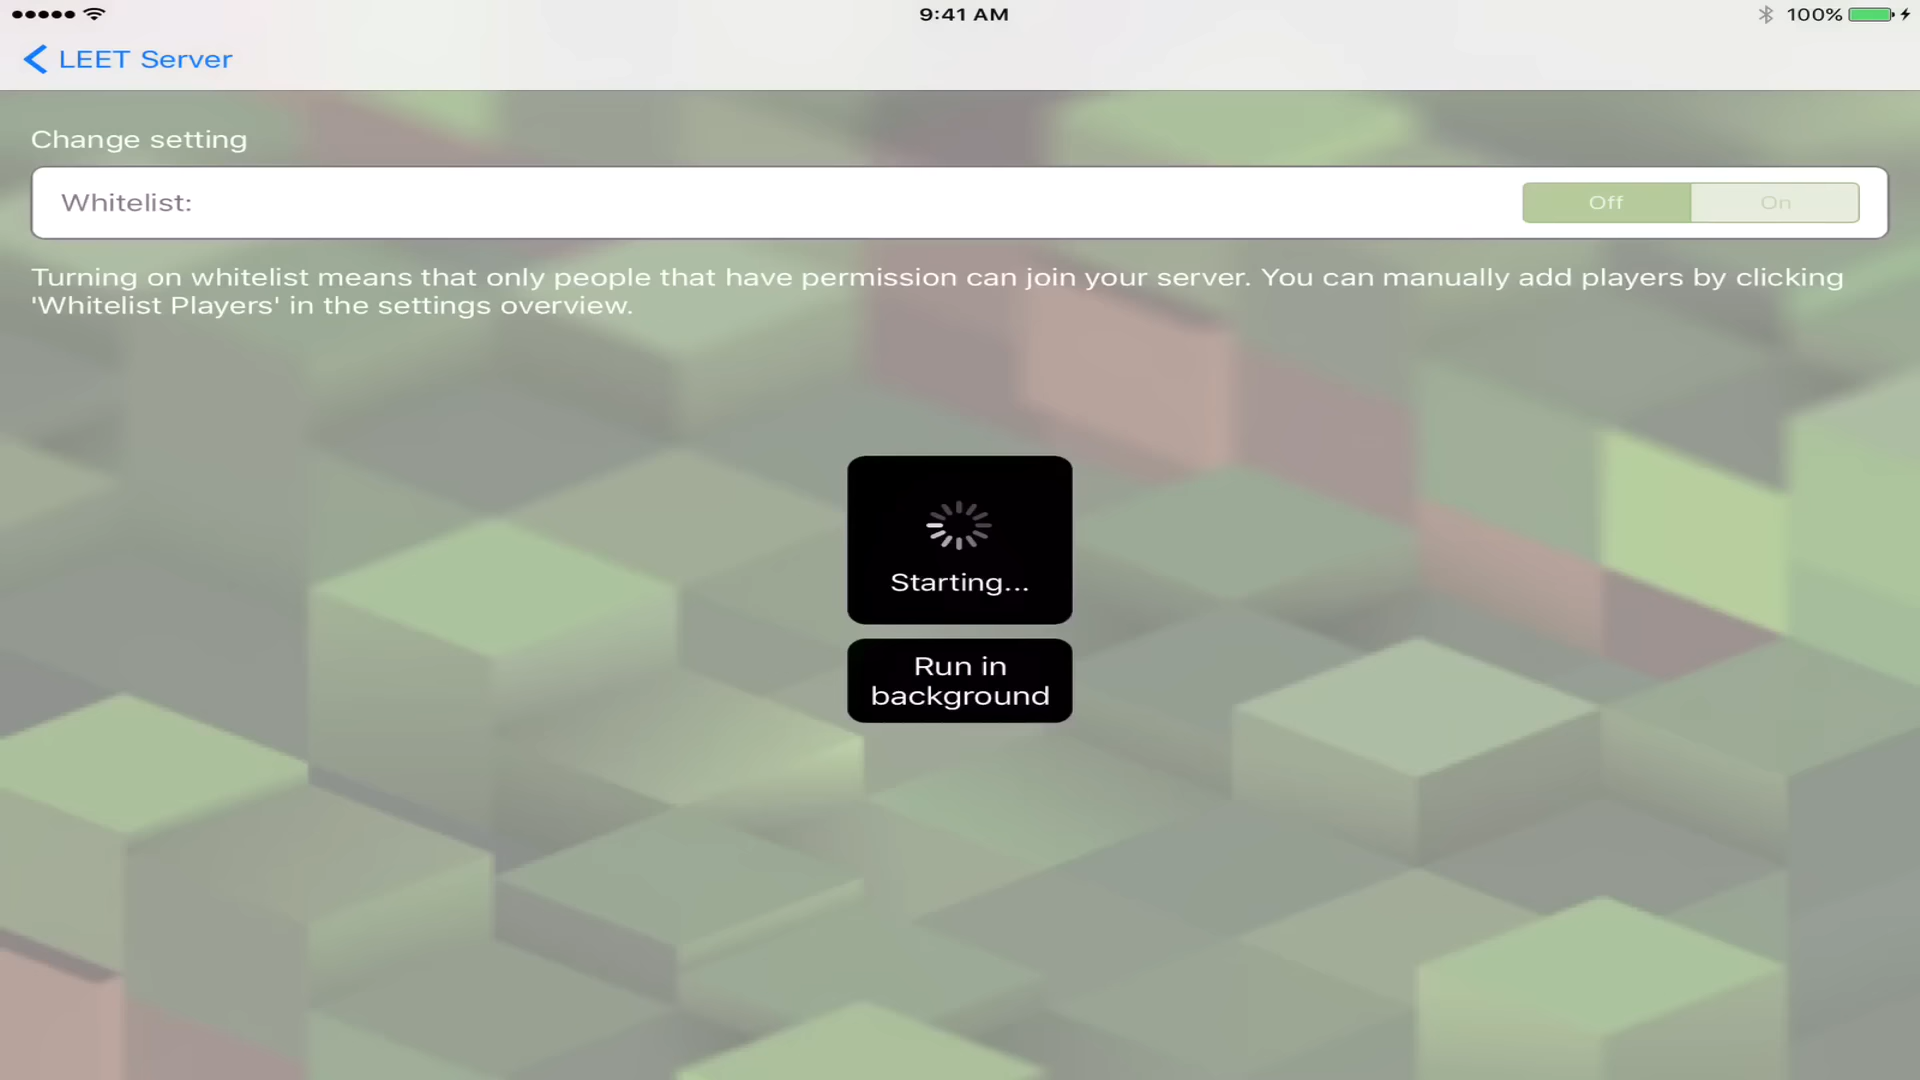 9:41 AM
100%
LEET Server
Change setting
Whitelist:
Off
On
Turning on whitelist means that only people that have permission can join your server. You can manually add players by clicking
'Whitelist Players' in the settings overview.
Starting...
Run in
background